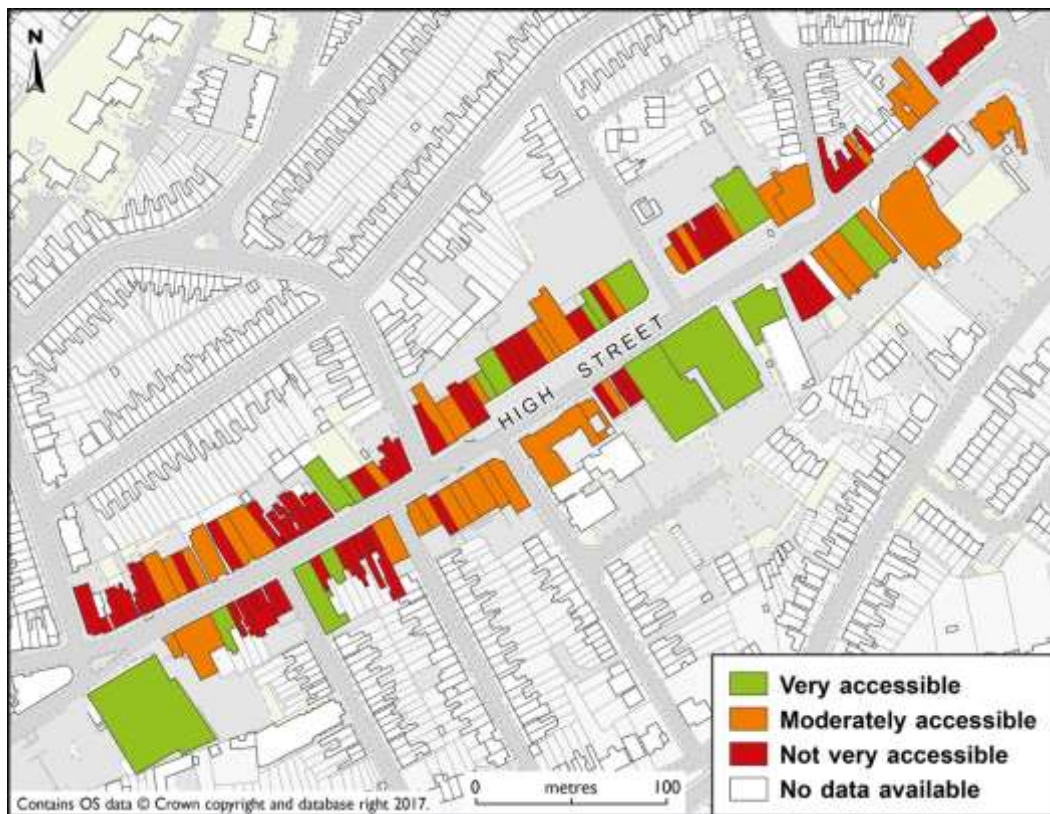 N
HIGH STREET
Very accessible
Moderately accessible
Not very accessible
No data available
0 100
metres
Contains OS data © Crown copyright and database right 2017.